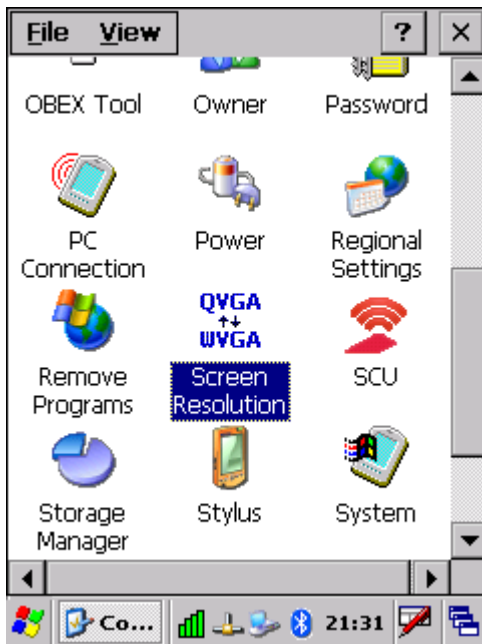 File View ?
OBEX Tool Owner Password
PC Connection Power Regional Settings
QVGA
WVGA
Remove Programs Screen Resolution SCU
Storage Manager Stylus System
Co... 21:31